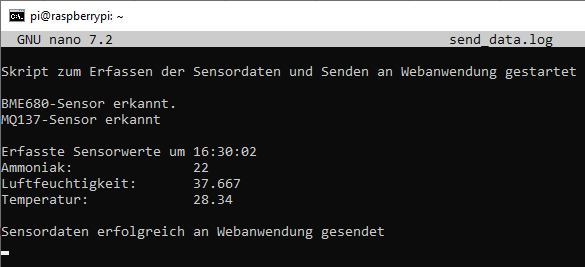 pi@raspberrypi: ~
GNU nano 7.2 send_data.log
Skript zum Erfassen der Sensordaten und Senden an Webanwendung gestartet
BME680-Sensor erkannt.
MQ137-Sensor erkannt
Erfasste Sensorwerte um 16:30:02
Ammoniak: 22
Luftfeuchtigkeit: 37.667
Temperatur: 28.34
Sensordaten erfolgreich an Webanwendung gesendet